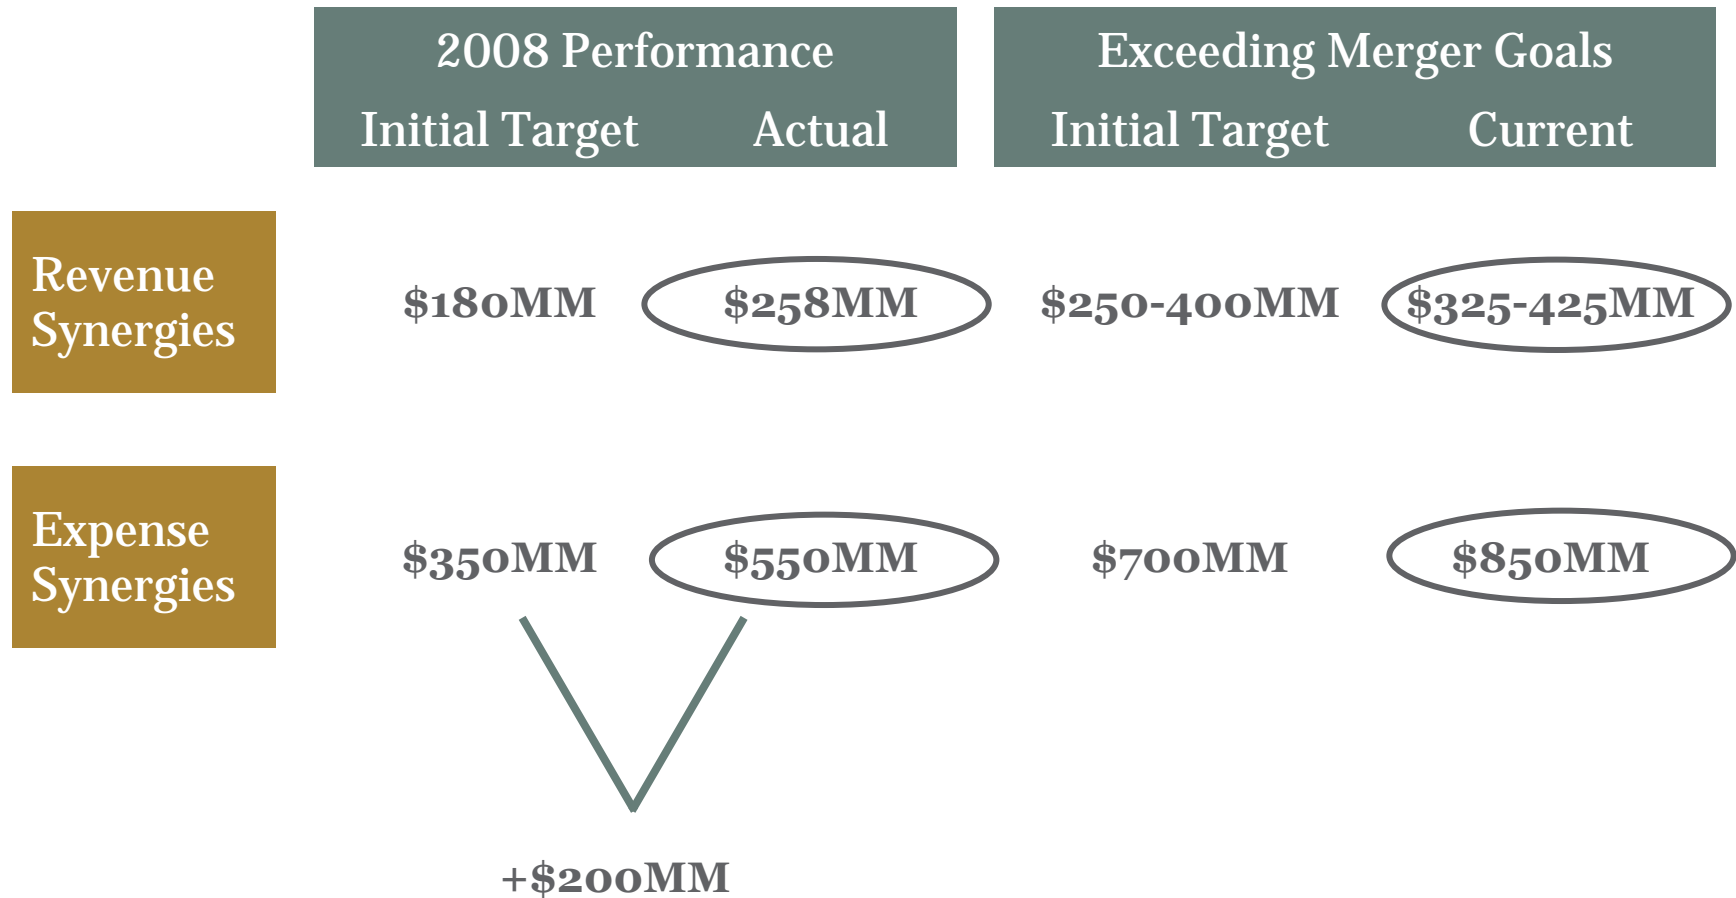 2008 Performance
Exceeding Merger Goals
Initial Target
Actual
Initial Target
Current
Revenue
Synergies
$180MM
$258MM
$250-400MM
$325-425MM
Expense
Synergies
$350MM
$550MM
$700MM
$850MM
+$200MM